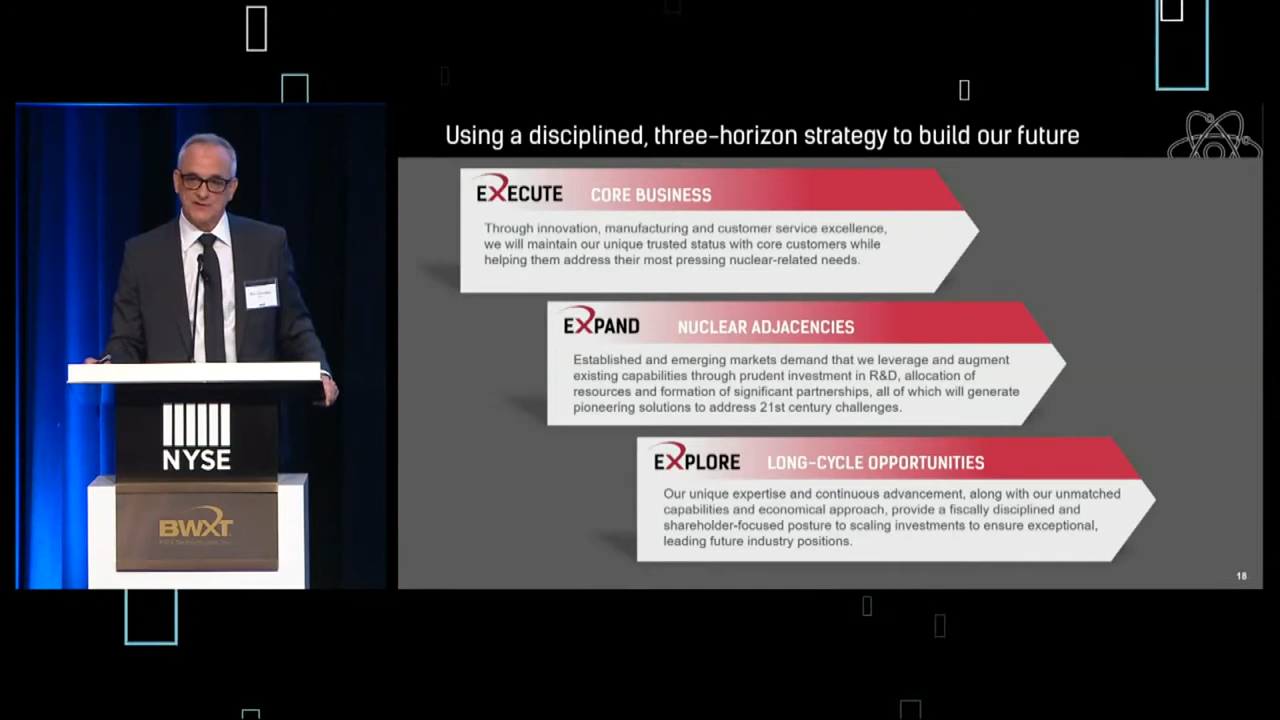 Using a disciplined, three-horizon strategy to build our future
EXECUTE CORE BUSINESS
Through innovation, manufacturing and customer service excellence,
we will maintain our unique trusted status with core customers while
helping them address their most pressing nuclear-related needs.
EXPAND NUCLEAR ADJACENCIES
Established and emerging markets demand that we leverage and augment
existing capabilities through prudent investment in R&D, allocation of
resources and formation of significant partnerships, all of which will generate
pioneering solutions to address 21st century challenges.
EXPLORE LONG-CYCLE OPPORTUNITIES
Our unique expertise and continuous advancement, along with our unmatched
capabilities and economical approach, provide a fiscally disciplined and
shareholder-focused posture to scaling investments to ensure exceptional,
leading future industry positions.
18
NYSE
BWXT